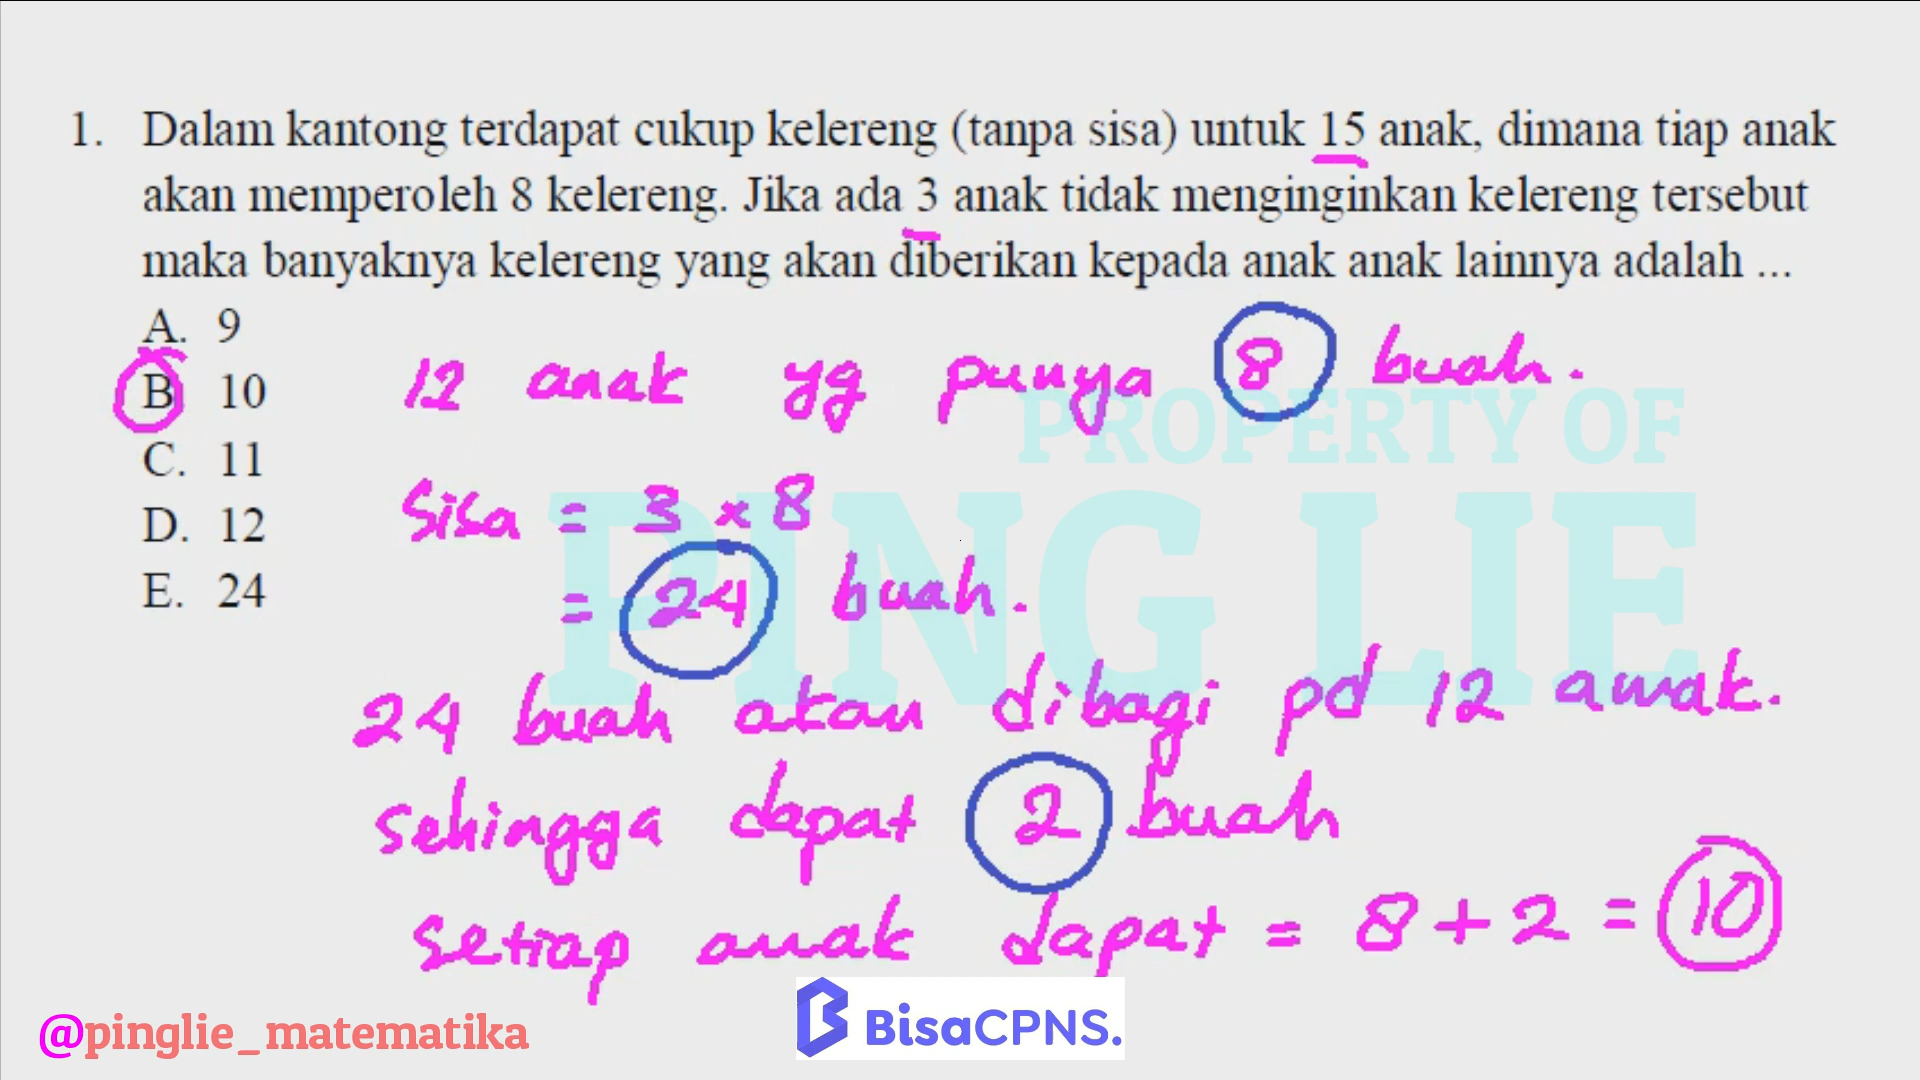 1. Dalam kantong terdapat cukup kelereng (tanpa sisa) untuk 15 anak, dimana tiap anak
akan memperoleh 8 kelereng. Jika ada 3 anak tidak menginginkan kelereng tersebut
maka banyaknya kelereng yang akan diberikan kepada anak anak lainnya adalah ...
A. 9
B 10
C. 11
D. 12
E. 24
12 anak yg punya 8 buah.
Sisa = 3 x 8
= 24 buah.
24 buah akan dibagi pd 12 anak.
sehingga dapat 2 buah
setiap anak dapat = 8 + 2 = 10
PROPERTY OF
PING LIE
@pinglie_matematika
BisaCPNS.